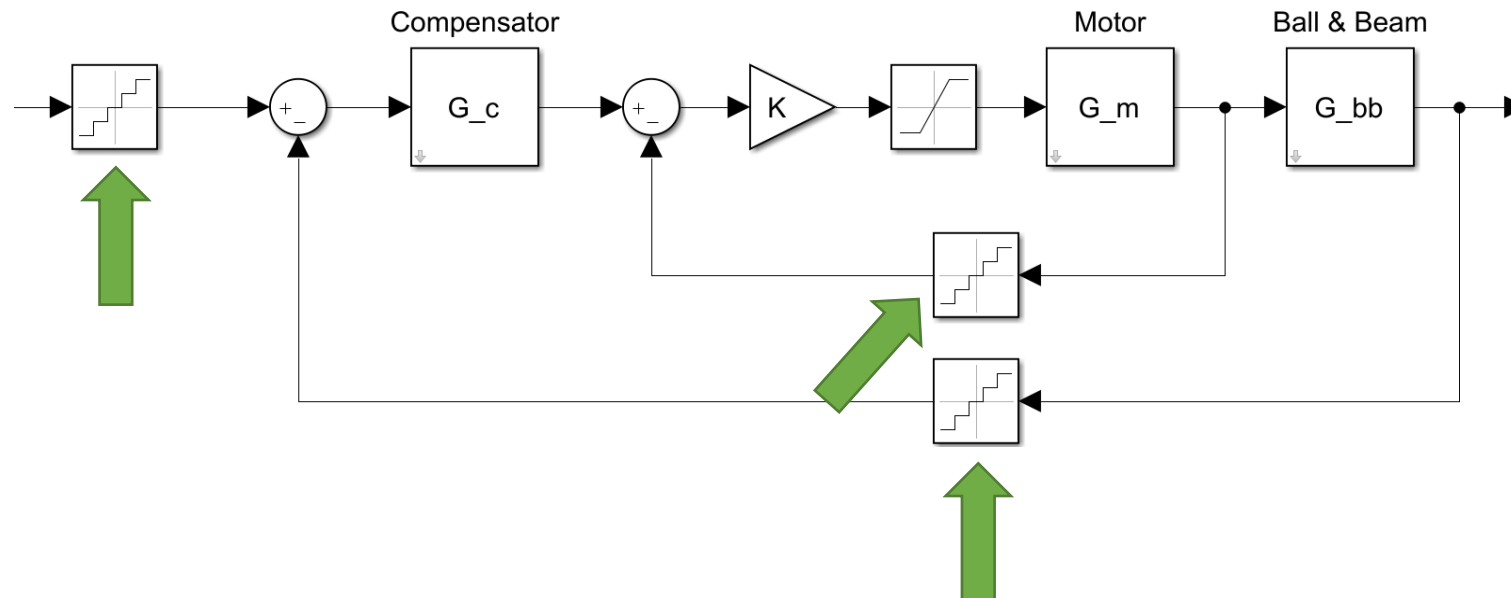 Compensator
Motor
Ball & Beam
+
−
G_c
+
−
K
G_m
G_bb